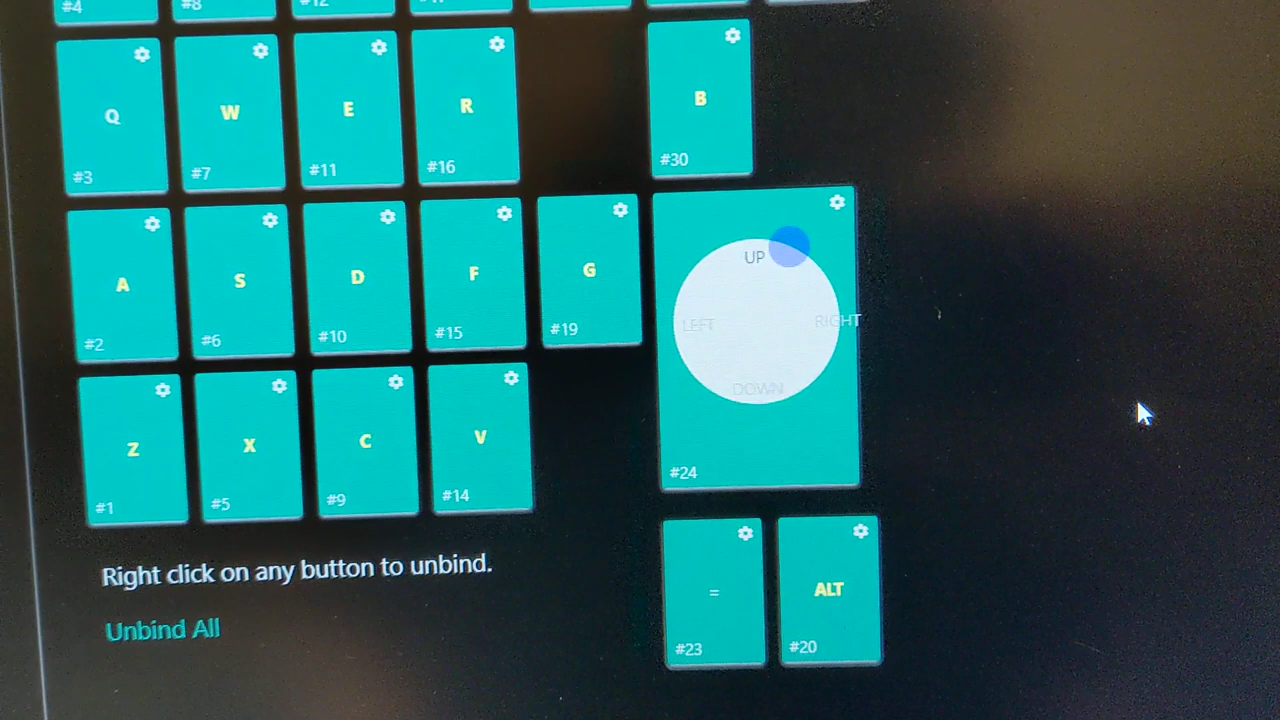 #4 #8 #12
Q W E R B
#3 #7 #11 #16 #30
A S D F G
#2 #6 #10 #15 #19
UP
LEFT RIGHT
DOWN
#24
Z X C V
#1 #5 #9 #14
= ALT
#23 #20
Right click on any button to unbind.
Unbind All